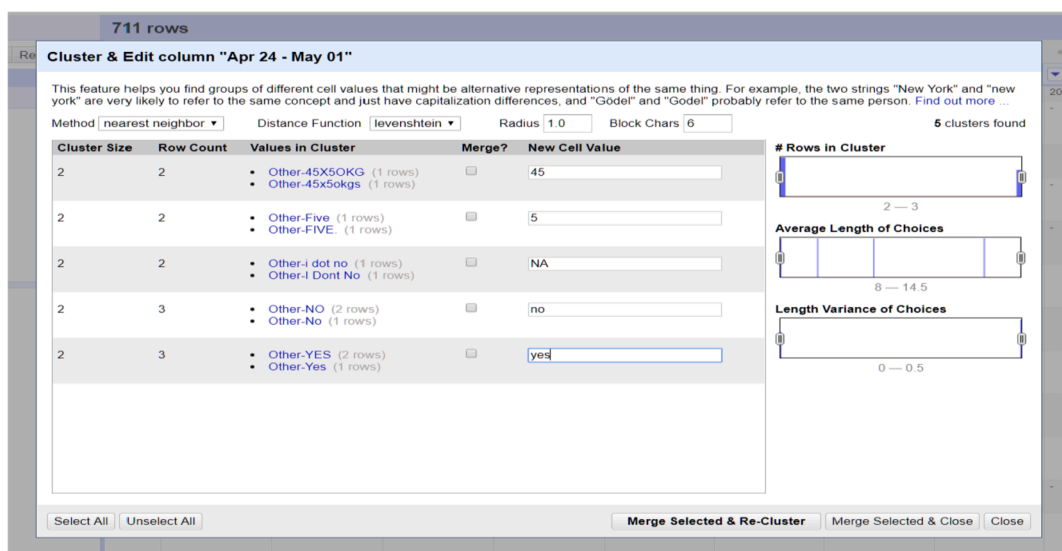 711 rows
Re
Cluster & Edit column "Apr 24 - May 01"
This feature helps you find groups of different cell values that might be alternative representations of the same thing. For example, the two strings "New York" and "new
york" are very likely to refer to the same concept and just have capitalization differences, and "Gödel" and "Godel" probably refer to the same person. Find out more ...
Method nearest neighbor Distance Function levenshtein Radius 1.0 Block Chars 6 5 clusters found
Cluster Size Row Count Values in Cluster Merge? New Cell Value # Rows in Cluster
2 2 • Other-45X5OKG (1 rows) 45
• Other-45x5okgs (1 rows)
2 — 3
2 2 • Other-Five (1 rows) 5
• Other-FIVE. (1 rows)
Average Length of Choices
2 2 • Other-i dot no (1 rows) NA
• Other-I Dont No (1 rows)
8 — 14.5
2 3 • Other-NO (2 rows) no
• Other-No (1 rows)
Length Variance of Choices
2 3 • Other-YES (2 rows) yes
• Other-Yes (1 rows)
0 — 0.5
Select All Unselect All Merge Selected & Re-Cluster Merge Selected & Close Close
20